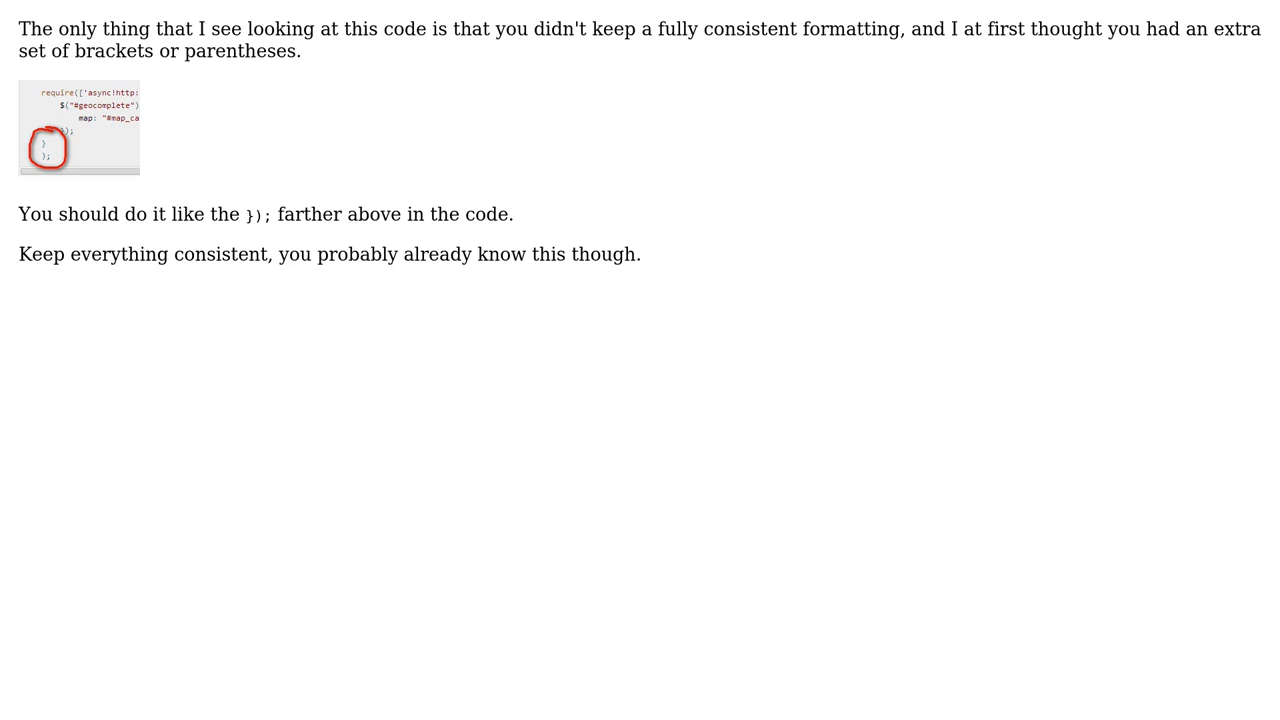 The only thing that I see looking at this code is that you didn't keep a fully consistent formatting, and I at first thought you had an extra
set of brackets or parentheses.
require(['async!http:
$("#geocomplete")
map: "#map_ca
});
}
);
You should do it like the }); farther above in the code.
Keep everything consistent, you probably already know this though.